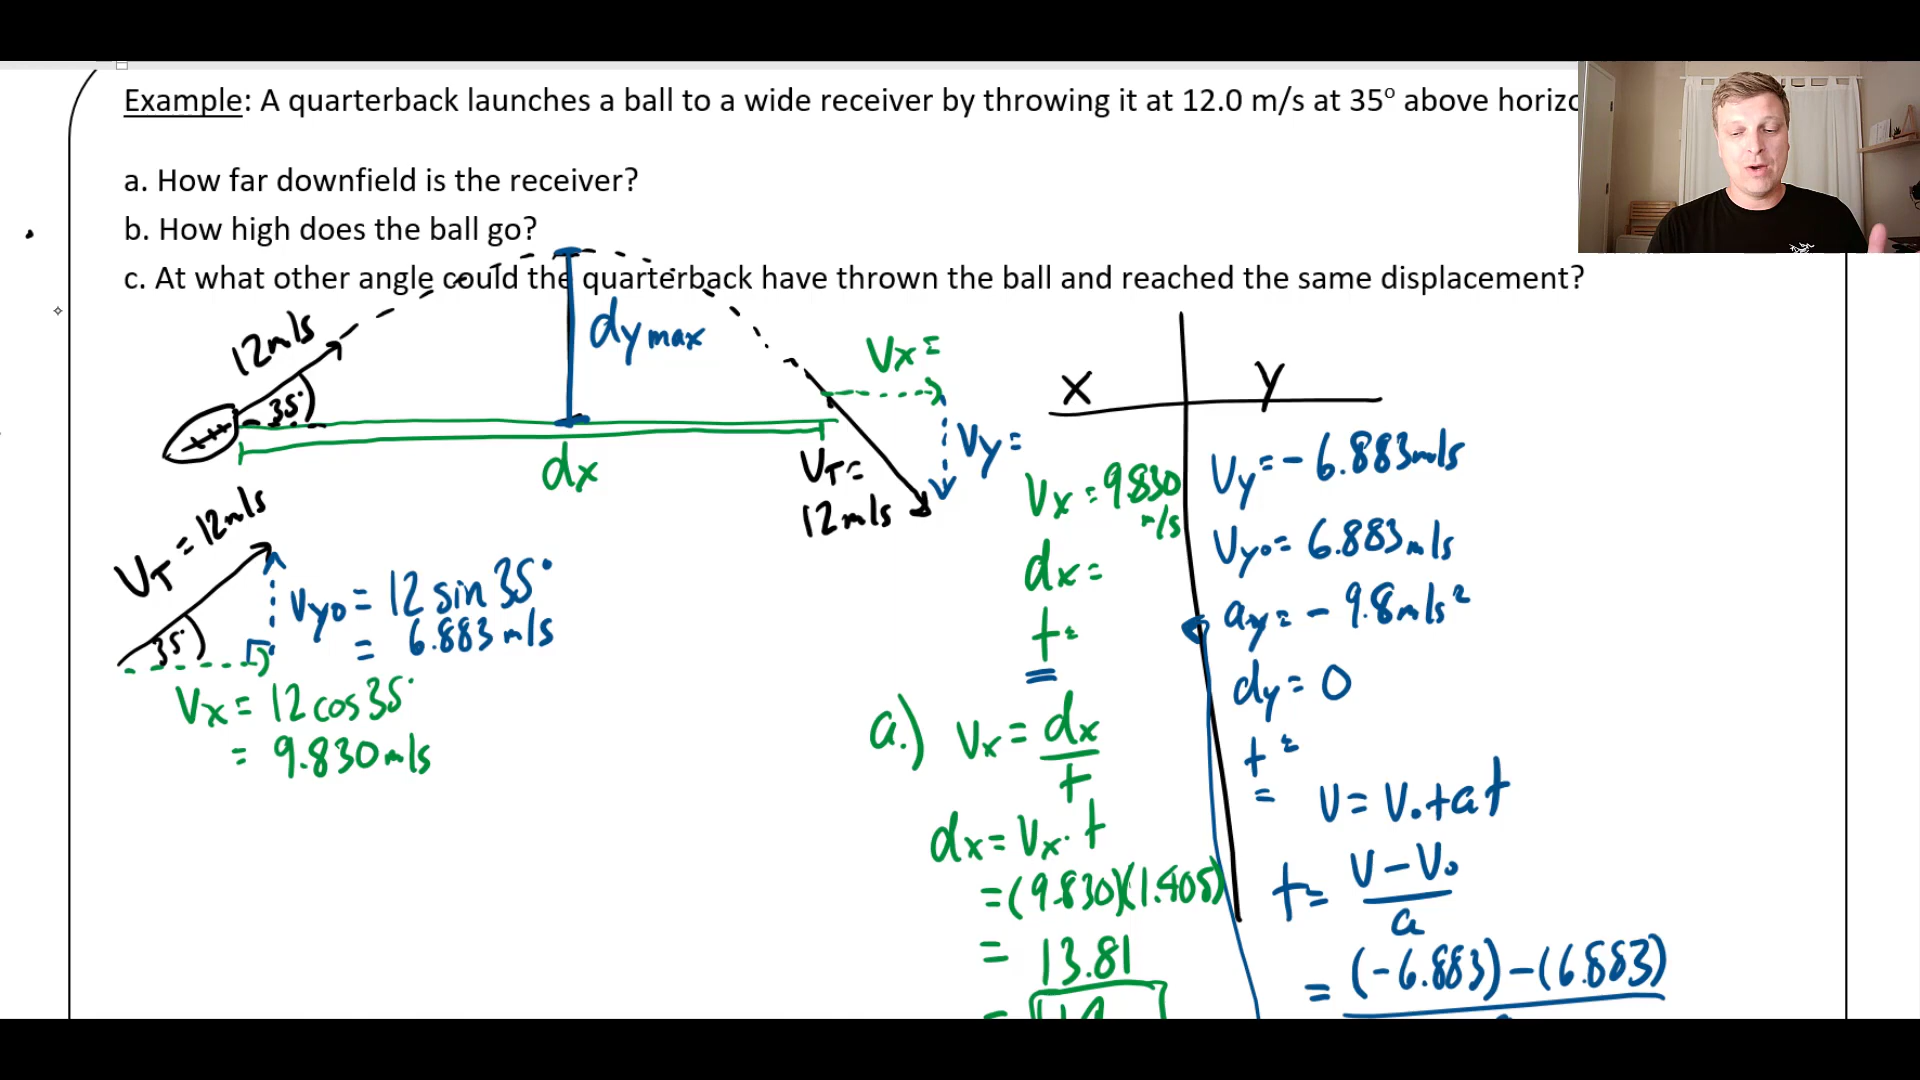 Example: A quarterback launches a ball to a wide receiver by throwing it at 12.0 m/s at 35° above horizo
a. How far downfield is the receiver?
b. How high does the ball go?
c. At what other angle could the quarterback have thrown the ball and reached the same displacement?
12m/s
35°
dy max
dx
Vx =
Vy =
VT =
12m/s
VT = 12m/s
35°
Vyo = 12 sin 35°
= 6.883 m/s
Vx = 12 cos 35°
= 9.830 m/s
X
Vx = 9.830
m/s
dx =
t =
a.) Vx = dx
t
dx = Vx · t
= (9.830)(1.405)
= 13.81
=
Y
Vy = - 6.883m/s
Vyo = 6.883m/s
ay = - 9.8m/s²
dy = 0
t =
V = V₀ + at
t = V - V₀
a
= (-6.883) - (6.883)